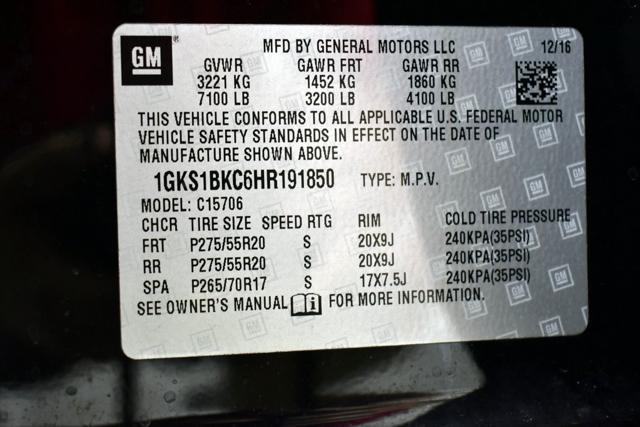 GM
MFD BY GENERAL MOTORS LLC 12/16
GVWR GAWR FRT GAWR RR
3221 KG 1452 KG 1860 KG
7100 LB 3200 LB 4100 LB
THIS VEHICLE CONFORMS TO ALL APPLICABLE U.S. FEDERAL MOTOR
VEHICLE SAFETY STANDARDS IN EFFECT ON THE DATE OF
MANUFACTURE SHOWN ABOVE.
1GKS1BKC6HR191850 TYPE: M.P.V.
MODEL: C15706
CHCR TIRE SIZE SPEED RTG RIM COLD TIRE PRESSURE
FRT P275/55R20 S 20X9J 240KPA(35PSI)
RR P275/55R20 S 20X9J 240KPA(35PSI)
SPA P265/70R17 S 17X7.5J 240KPA(35PSI)
SEE OWNER'S MANUAL i FOR MORE INFORMATION.